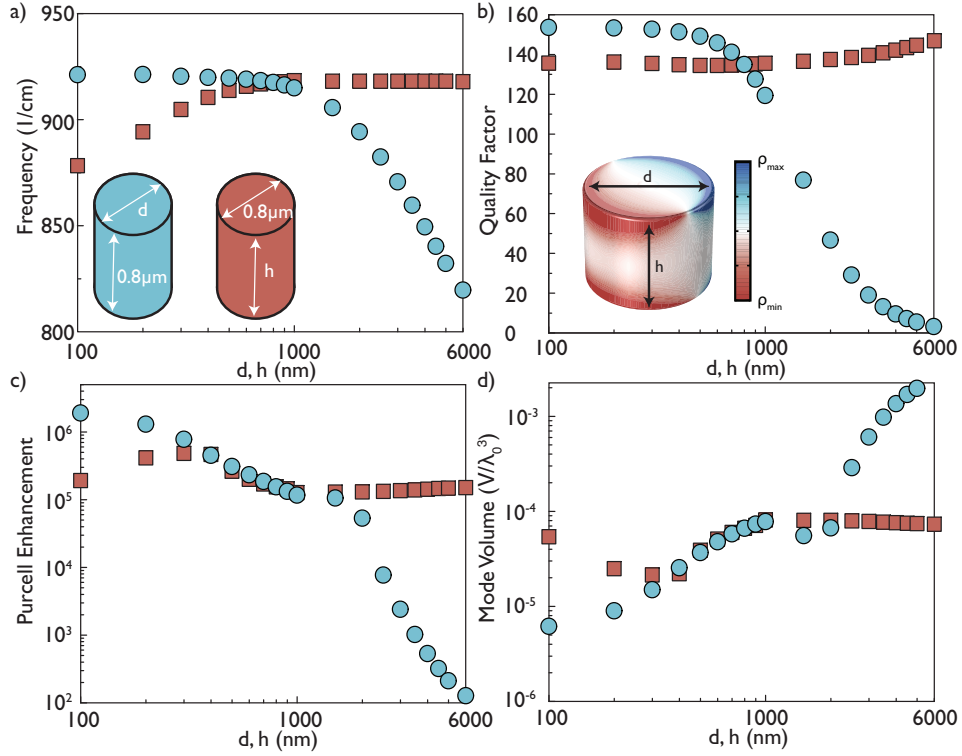 a)
950
900
850
800
Frequency (1/cm)
d
0.8μm
0.8μm
h
100
1000
6000
d, h (nm)
b)
160
140
120
100
80
60
40
20
0
Quality Factor
d
h
ρmax
ρmin
100
1000
6000
d, h (nm)
c)
10^6
10^5
10^4
10^3
10^2
Purcell Enhancement
100
1000
6000
d, h (nm)
d)
10^-3
10^-4
10^-5
10^-6
Mode Volume (V/λ0^3)
100
1000
6000
d, h (nm)